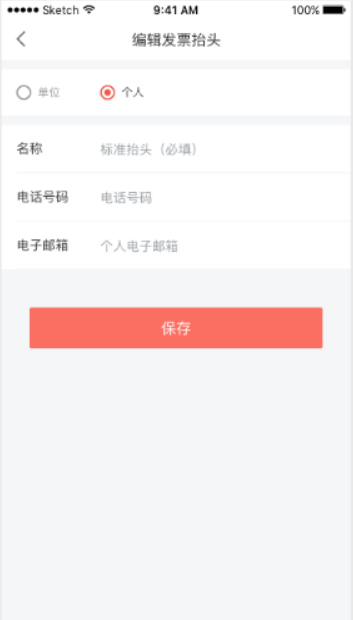 Sketch 9:41 AM 100%
编辑发票抬头
单位 个人
名称 标准抬头（必填）
电话号码 电话号码
电子邮箱 个人电子邮箱
保存